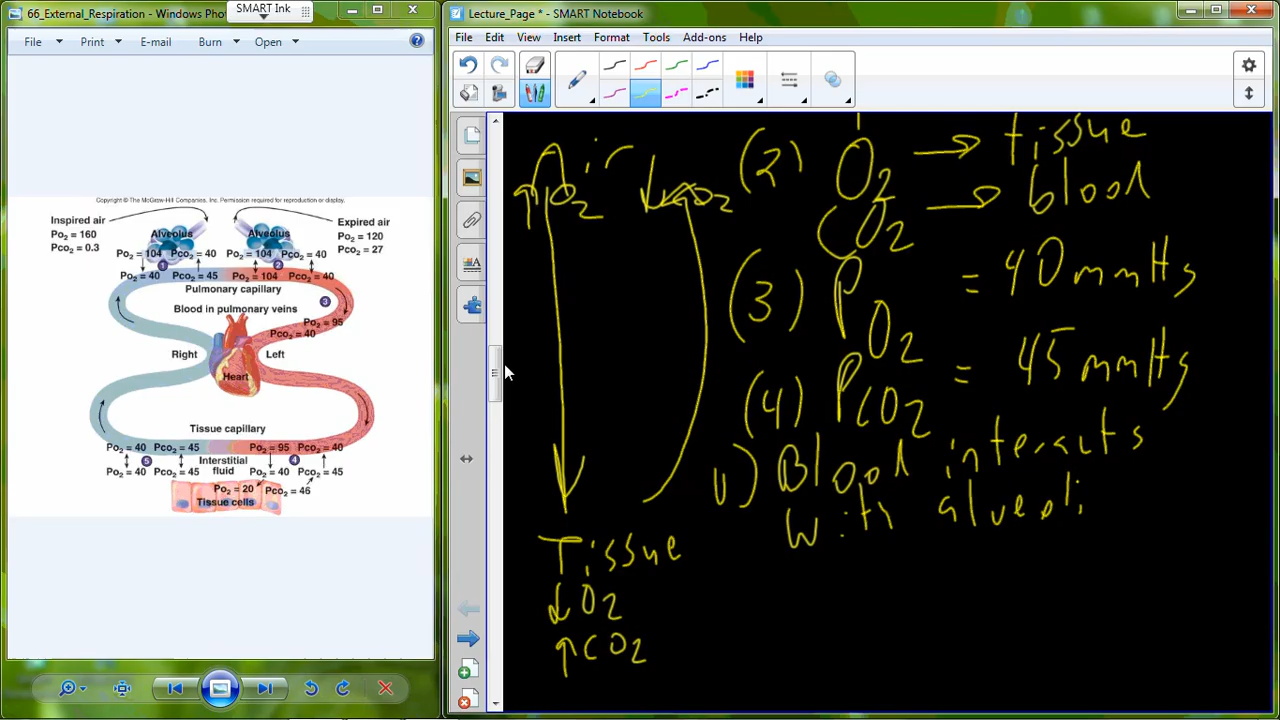 66_External_Respiration - Windows Pho
SMART Ink
File Print E-mail Burn Open
Copyright © The McGraw-Hill Companies, Inc. Permission required for reproduction or display.
Inspired air
Po₂ = 160
Pco₂ = 0.3
Expired air
Po₂ = 120
Pco₂ = 27
Alveolus Alveolus
Po₂ = 104 Pco₂ = 40 Po₂ = 104 Pco₂ = 40
1 2
Po₂ = 40 Pco₂ = 45 Po₂ = 104 Pco₂ = 40
Pulmonary capillary
3
Blood in pulmonary veins
Po₂ = 95
Pco₂ = 40
Right Left
Heart
Tissue capillary
Po₂ = 40 Pco₂ = 45 Po₂ = 95 Pco₂ = 40
5 Interstitial fluid 4
Po₂ = 40 Pco₂ = 45 Po₂ = 40 Pco₂ = 45
Po₂ = 20 Pco₂ = 46
Tissue cells
Lecture_Page * - SMART Notebook
File Edit View Insert Format Tools Add-ons Help
Air
↑O₂ ↓CO₂
Tissue
↓O₂
↑CO₂
(2) O₂ → tissue
CO₂ → blood
(3) PO₂ = 40 mmHg
(4) PCO₂ = 45 mmHg
Blood interacts
with alveoli